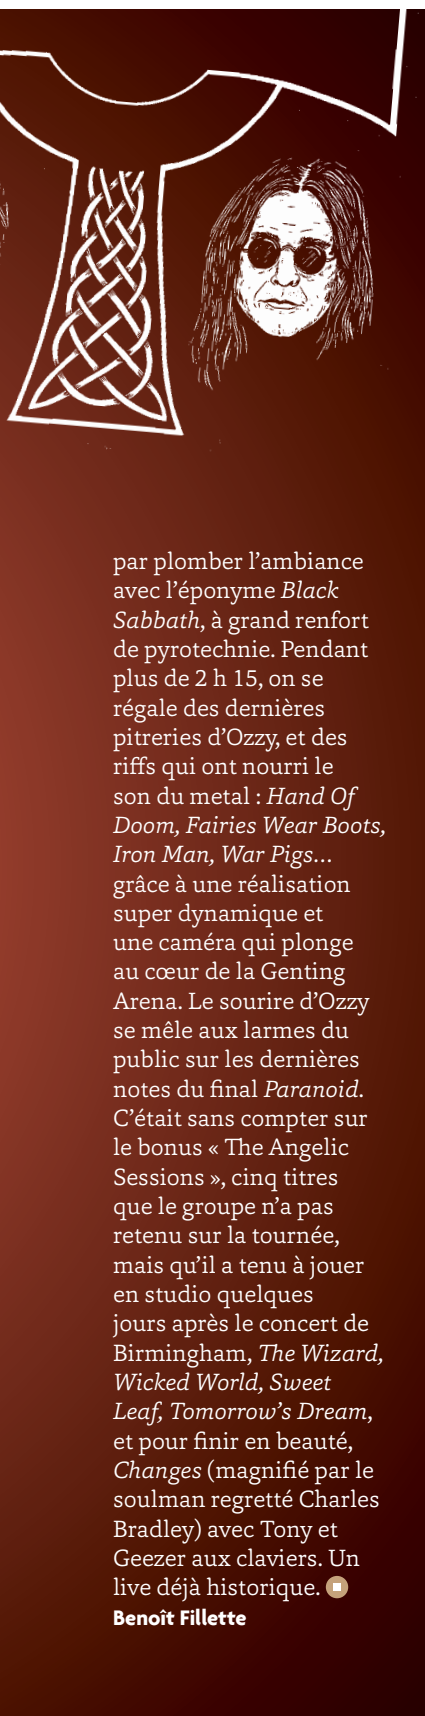 par plomber l’ambiance
avec l’éponyme Black
Sabbath, à grand renfort
de pyrotechnie. Pendant
plus de 2 h 15, on se
régale des dernières
pitreries d’Ozzy, et des
riffs qui ont nourri le
son du metal : Hand Of
Doom, Fairies Wear Boots,
Iron Man, War Pigs…
grâce à une réalisation
super dynamique et
une caméra qui plonge
au cœur de la Genting
Arena. Le sourire d’Ozzy
se mêle aux larmes du
public sur les dernières
notes du final Paranoid.
C’était sans compter sur
le bonus « The Angelic
Sessions », cinq titres
que le groupe n’a pas
retenu sur la tournée,
mais qu’il a tenu à jouer
en studio quelques
jours après le concert de
Birmingham, The Wizard,
Wicked World, Sweet
Leaf, Tomorrow’s Dream,
et pour finir en beauté,
Changes (magnifié par le
soulman regretté Charles
Bradley) avec Tony et
Geezer aux claviers. Un
live déjà historique.
Benoît Fillette